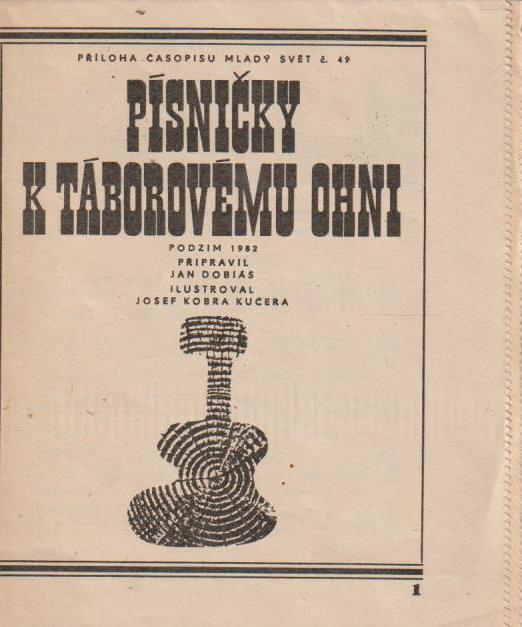 PŘÍLOHA ČASOPISU MLADÝ SVĚT č. 49
PÍSNIČKY
K TÁBOROVÉMU OHNI
PODZIM 1982
PŘIPRAVIL
JAN DOBIÁŠ
ILUSTROVAL
JOSEF KOBRA KUČERA
1